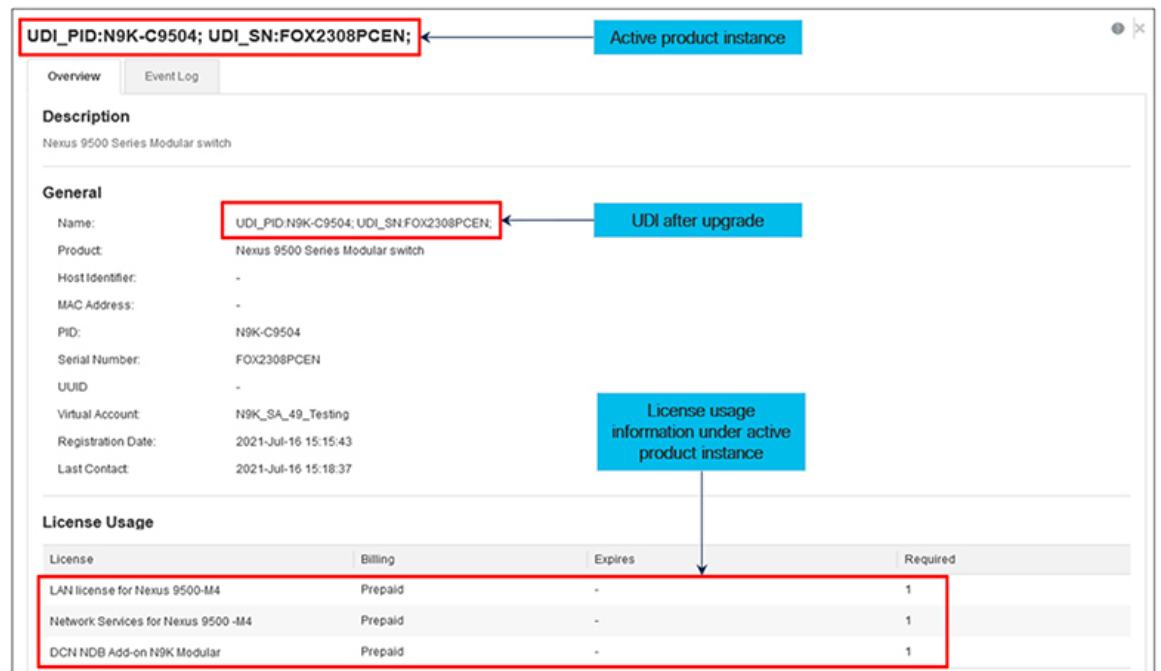 UDI_PID:N9K-C9504; UDI_SN:FOX2308PCEN;
Active product instance
Overview
Event Log
Description
Nexus 9500 Series Modular switch
General
Name: UDI_PID:N9K-C9504; UDI_SN:FOX2308PCEN;
UDI after upgrade
Product: Nexus 9500 Series Modular switch
Host Identifier: -
MAC Address: -
PID: N9K-C9504
Serial Number: FOX2308PCEN
UUID -
Virtual Account: N9K_SA_49_Testing
Registration Date: 2021-Jul-16 15:15:43
Last Contact: 2021-Jul-16 15:18:37
License usage
information under active
product instance
License Usage
License Billing Expires Required
LAN license for Nexus 9500-M4 Prepaid - 1
Network Services for Nexus 9500 -M4 Prepaid - 1
DCN NDB Add-on N9K Modular Prepaid - 1